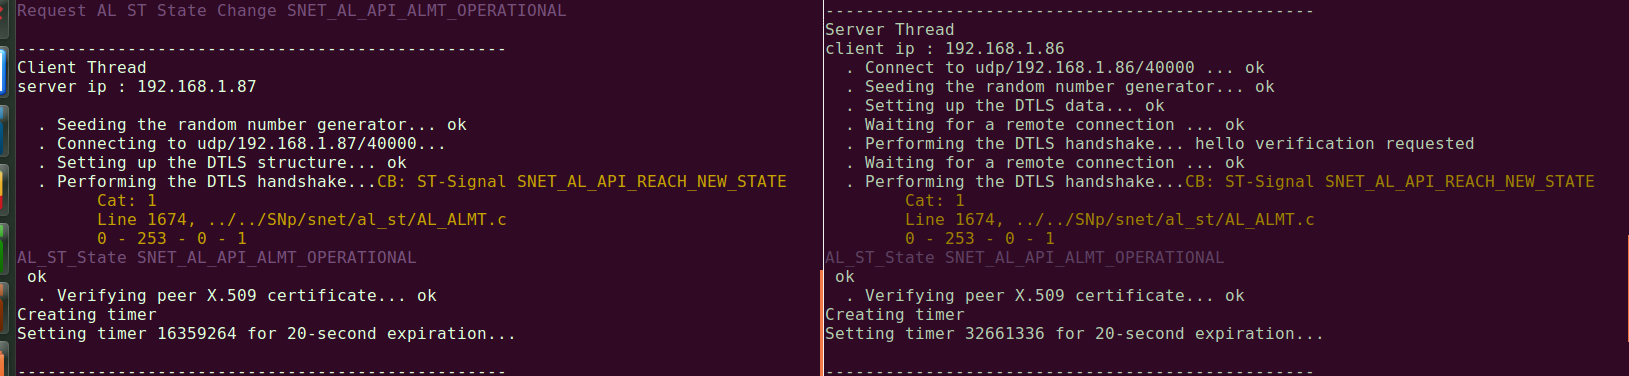 Request AL ST State Change SNET_AL_API_ALMT_OPERATIONAL
-------------------------------------------------
Client Thread
server ip : 192.168.1.87
. Seeding the random number generator... ok
. Connecting to udp/192.168.1.87/40000...
. Setting up the DTLS structure... ok
. Performing the DTLS handshake...CB: ST-Signal SNET_AL_API_REACH_NEW_STATE
Cat: 1
Line 1674, ../../SNp/snet/al_st/AL_ALMT.c
0 - 253 - 0 - 1
AL_ST_State SNET_AL_API_ALMT_OPERATIONAL
ok
. Verifying peer X.509 certificate... ok
Creating timer
Setting timer 16359264 for 20-second expiration...
-------------------------------------------------
-------------------------------------------------
Server Thread
client ip : 192.168.1.86
. Connect to udp/192.168.1.86/40000 ... ok
. Seeding the random number generator... ok
. Setting up the DTLS data... ok
. Waiting for a remote connection ... ok
. Performing the DTLS handshake... hello verification requested
. Waiting for a remote connection ... ok
. Performing the DTLS handshake...CB: ST-Signal SNET_AL_API_REACH_NEW_STATE
Cat: 1
Line 1674, ../../SNp/snet/al_st/AL_ALMT.c
0 - 253 - 0 - 1
AL_ST_State SNET_AL_API_ALMT_OPERATIONAL
ok
. Verifying peer X.509 certificate... ok
Creating timer
Setting timer 32661336 for 20-second expiration...
-------------------------------------------------